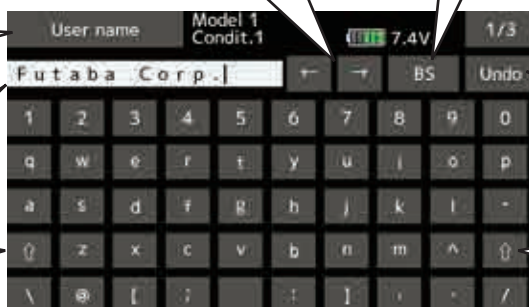 User name Model 1 Condit.1 7.4V 1/3
Futaba Corp. ← → BS Undo
1 2 3 4 5 6 7 8 9 0
q w e r t y u i o p
a s d f g h j k l -
⇧ z x c v b n m ^ ⇧
\ @ [ ; : ] , . /